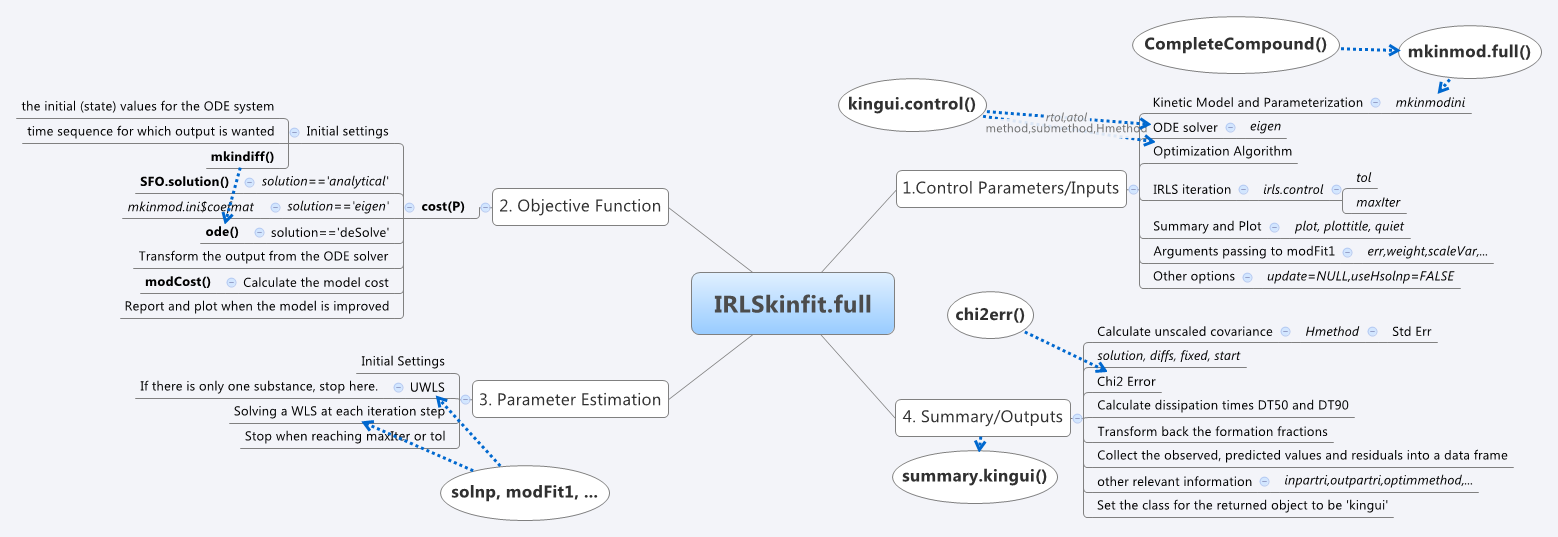 IRLSkinfit.full
CompleteCompound()
mkinmod.full()
kingui.control()
rtol,atol
method,submethod,Hmethod
1.Control Parameters/Inputs
Kinetic Model and Parameterization mkinmodini
ODE solver eigen
Optimization Algorithm
IRLS iteration irls.control
tol
maxIter
Summary and Plot plot, plottitle, quiet
Arguments passing to modFit1 err,weight,scaleVar,...
Other options update=NULL,useHsolnp=FALSE
2. Objective Function
cost(P)
Initial settings
the initial (state) values for the ODE system
time sequence for which output is wanted
mkindiff()
SFO.solution() solution=='analytical'
mkinmod.ini$coefmat solution=='eigen'
ode() solution=='deSolve'
Transform the output from the ODE solver
modCost() Calculate the model cost
Report and plot when the model is improved
3. Parameter Estimation
Initial Settings
If there is only one substance, stop here. UWLS
Solving a WLS at each iteration step
Stop when reaching maxIter or tol
solnp, modFit1, ...
4. Summary/Outputs
chi2err()
summary.kingui()
Calculate unscaled covariance Hmethod Std Err
solution, diffs, fixed, start
Chi2 Error
Calculate dissipation times DT50 and DT90
Transform back the formation fractions
Collect the observed, predicted values and residuals into a data frame
other relevant information inpartri,outpartri,optimmethod,...
Set the class for the returned object to be 'kingui'